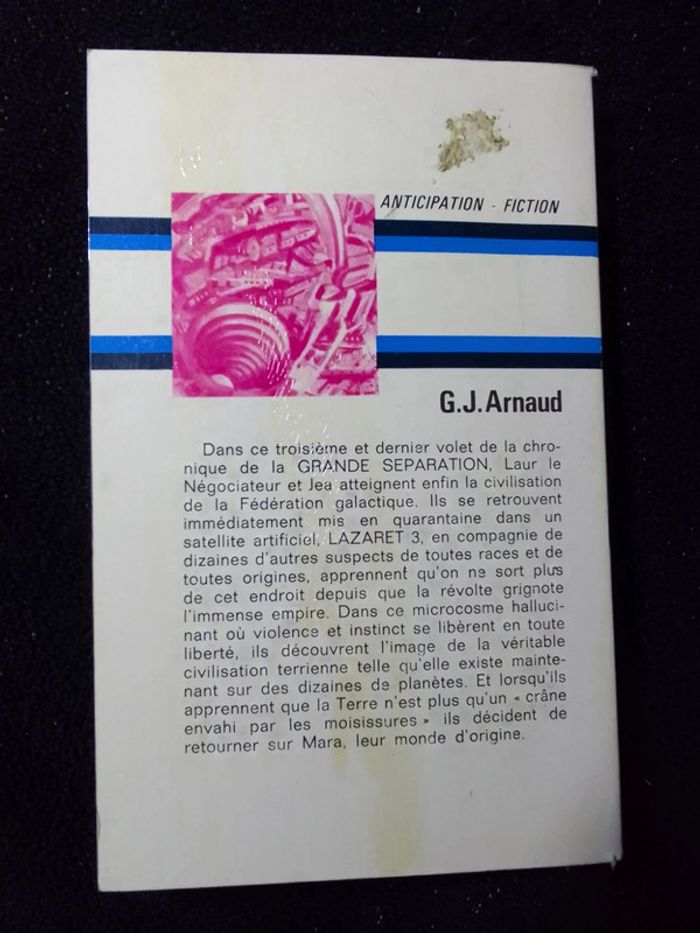 ANTICIPATION - FICTION
G.J. Arnaud
Dans ce troisième et dernier volet de la chro-
nique de la GRANDE SEPARATION, Laur le
Négociateur et Jea atteignent enfin la civilisation
de la Fédération galactique. Ils se retrouvent
immédiatement mis en quarantaine dans un
satellite artificiel, LAZARET 3, en compagnie de
dizaines d'autres suspects de toutes races et de
toutes origines, apprennent qu'on ne sort plus
de cet endroit depuis que la révolte grignote
l'immense empire. Dans ce microcosme halluci-
nant où violence et instinct se libèrent en toute
liberté, ils découvrent l'image de la véritable
civilisation terrienne telle qu'elle existe mainte-
nant sur des dizaines de planètes. Et lorsqu'ils
apprennent que la Terre n'est plus qu'un « crâne
envahi par les moisissures » ils décident de
retourner sur Mara, leur monde d'origine.